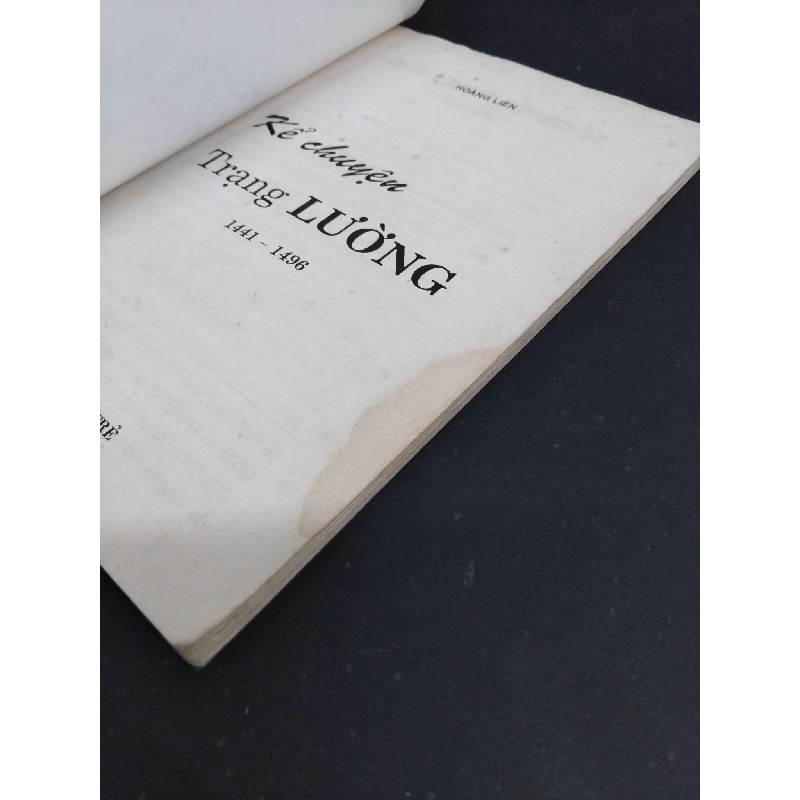 HOÀNG LIÊN
Kể chuyện
Trạng LƯỜNG
1441 - 1496
TRẺ